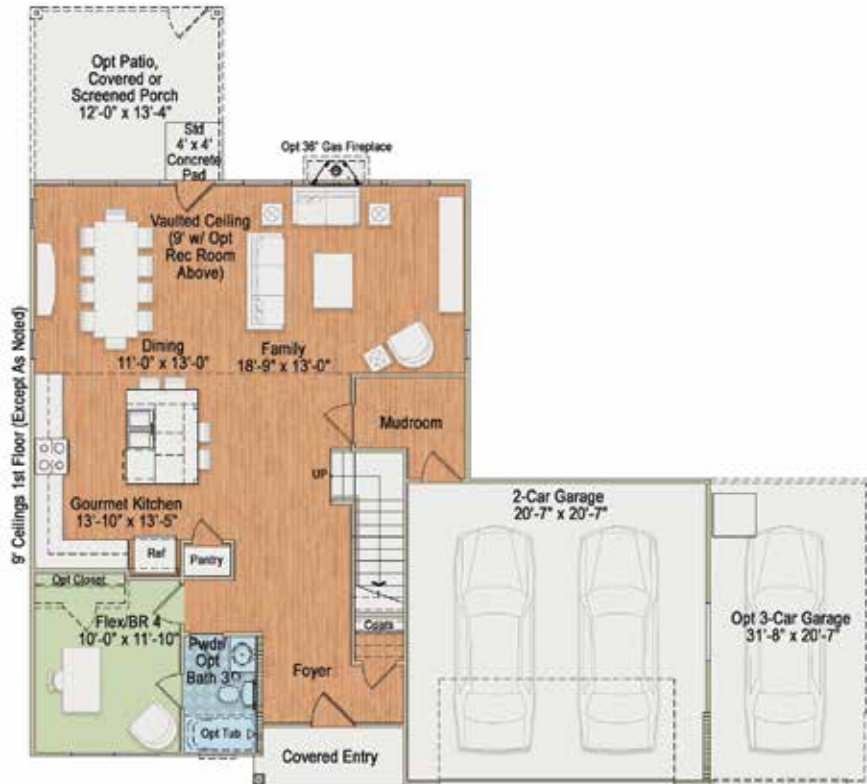 Opt Patio,
Covered or
Screened Porch
12'-0" x 13'-4"
Std
4' x 4'
Concrete
Pad
Opt 36" Gas Fireplace
Vaulted Ceiling
(9' w/ Opt
Rec Room
Above)
Dining
11'-0" x 13'-0"
Family
18'-9" x 13'-0"
9' Ceilings 1st Floor (Except As Noted)
Mudroom
UP
Gourmet Kitchen
13'-10" x 13'-5"
Ref
Pantry
2-Car Garage
20'-7" x 20'-7"
Opt Closet
Flex/BR 4
10'-0" x 11'-10"
Pwdr/
Opt
Bath 3
Opt Tub
Coats
Foyer
Opt 3-Car Garage
31'-8" x 20'-7"
Covered Entry